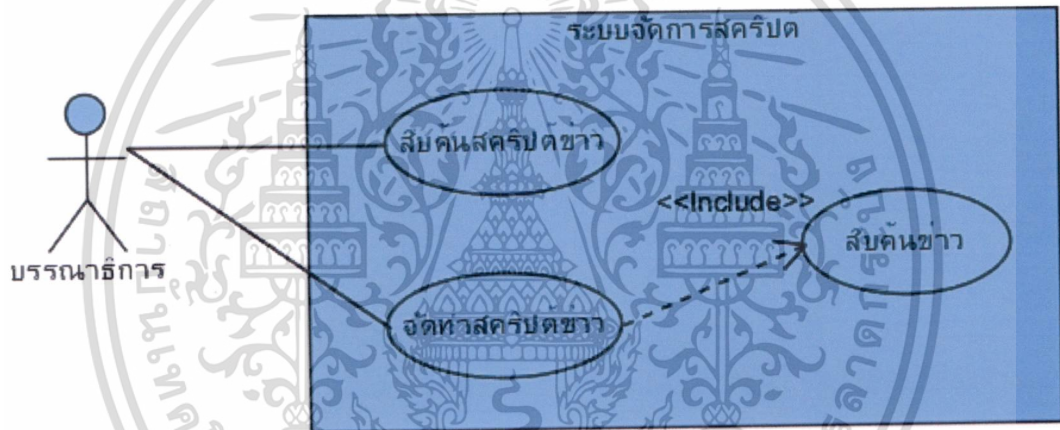 ระบบจัดการสคริปต์
สืบค้นสคริปต์ข่าว
<<Include>>
สืบค้นข่าว
บรรณาธิการ
จัดทำสคริปต์ข่าว